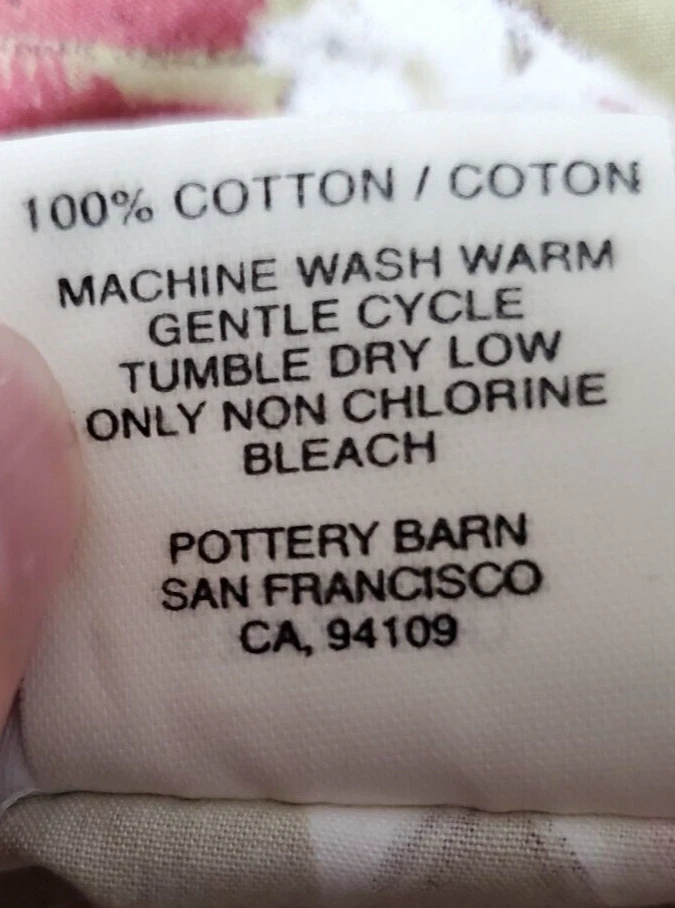 100% COTTON / COTON
MACHINE WASH WARM
GENTLE CYCLE
TUMBLE DRY LOW
ONLY NON CHLORINE
BLEACH
POTTERY BARN
SAN FRANCISCO
CA, 94109